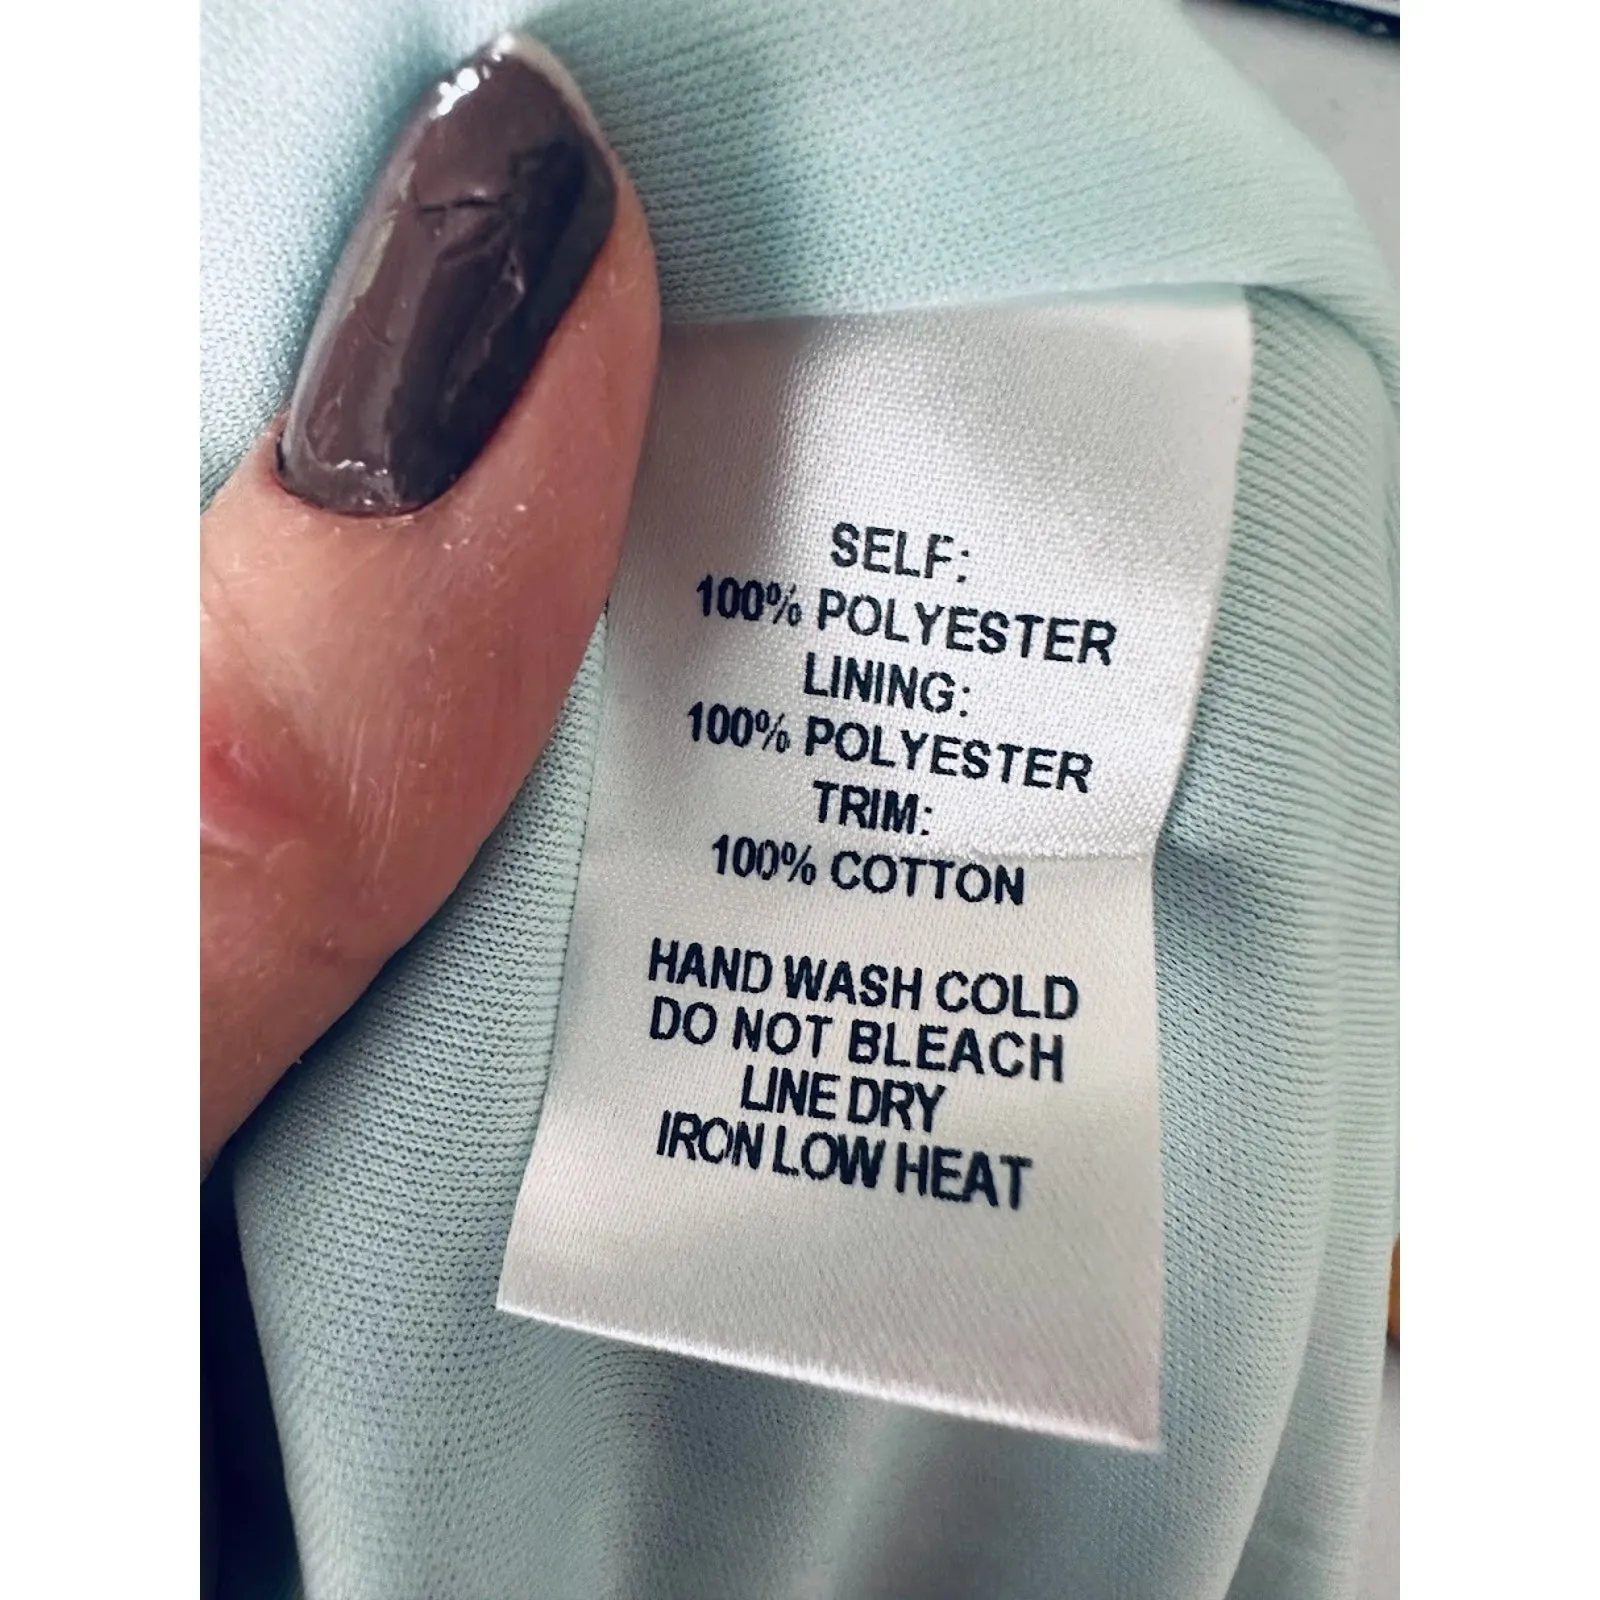 SELF:
100% POLYESTER
LINING:
100% POLYESTER
TRIM:
100% COTTON
HAND WASH COLD
DO NOT BLEACH
LINE DRY
IRON LOW HEAT